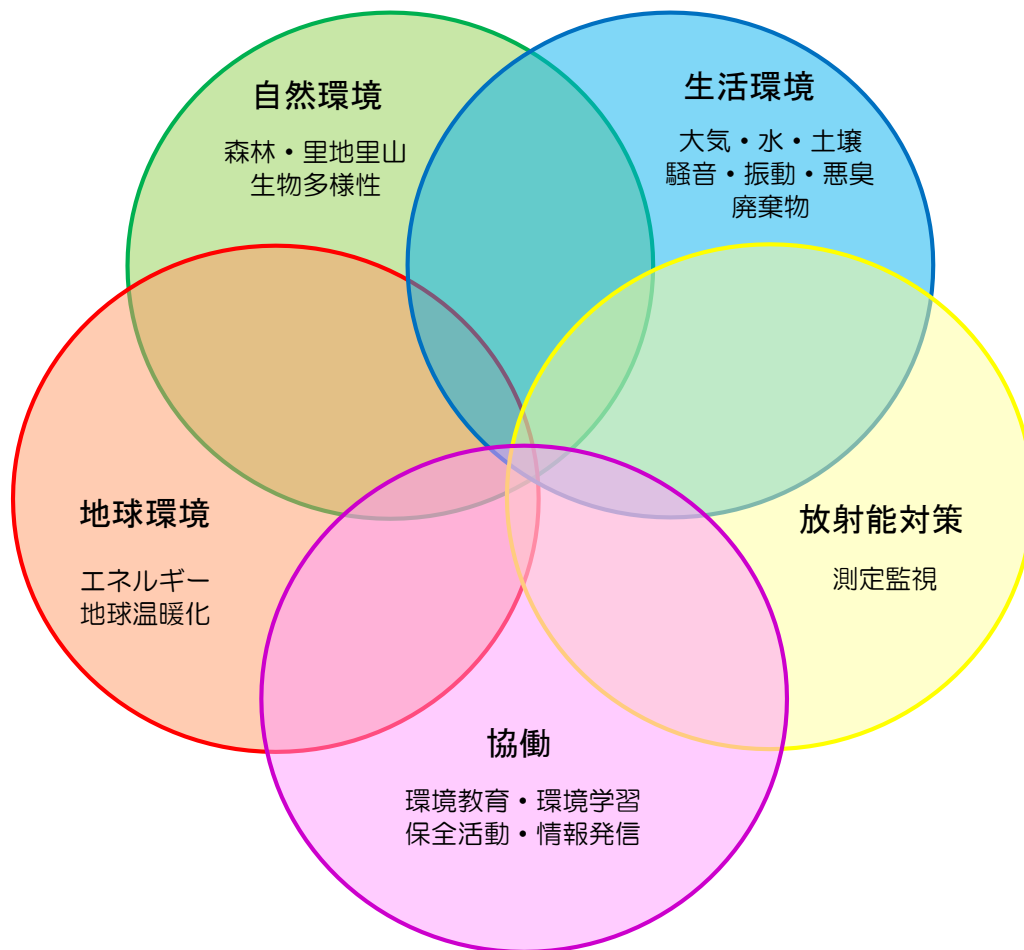 自然環境
森林・里地里山
生物多様性
生活環境
大気・水・土壌
騒音・振動・悪臭
廃棄物
地球環境
エネルギー
地球温暖化
放射能対策
測定監視
協働
環境教育・環境学習
保全活動・情報発信